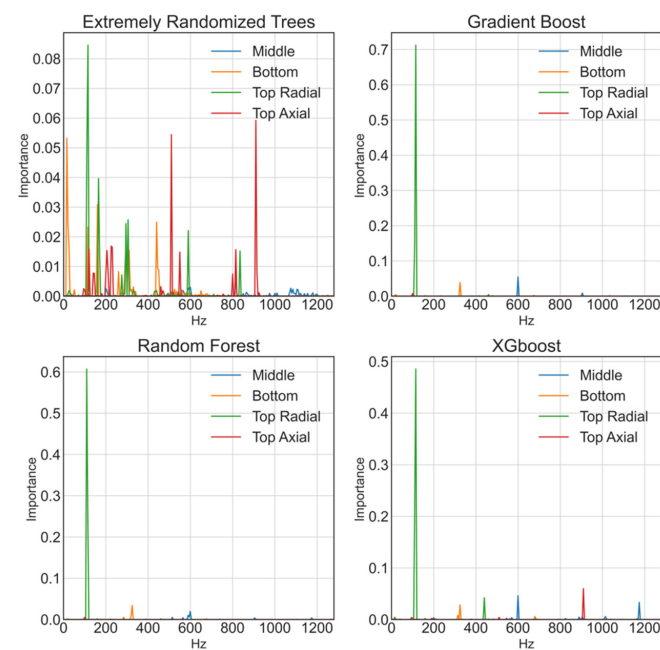 Extremely Randomized Trees
Middle
Bottom
Top Radial
Top Axial
Importance
0.08
0.07
0.06
0.05
0.04
0.03
0.02
0.01
0.00
0 200 400 600 800 1000 1200
Hz
Gradient Boost
Middle
Bottom
Top Radial
Top Axial
Importance
0.7
0.6
0.5
0.4
0.3
0.2
0.1
0.0
0 200 400 600 800 1000 1200
Hz
Random Forest
Middle
Bottom
Top Radial
Top Axial
Importance
0.6
0.5
0.4
0.3
0.2
0.1
0.0
0 200 400 600 800 1000 1200
Hz
XGboost
Middle
Bottom
Top Radial
Top Axial
Importance
0.5
0.4
0.3
0.2
0.1
0.0
0 200 400 600 800 1000 1200
Hz